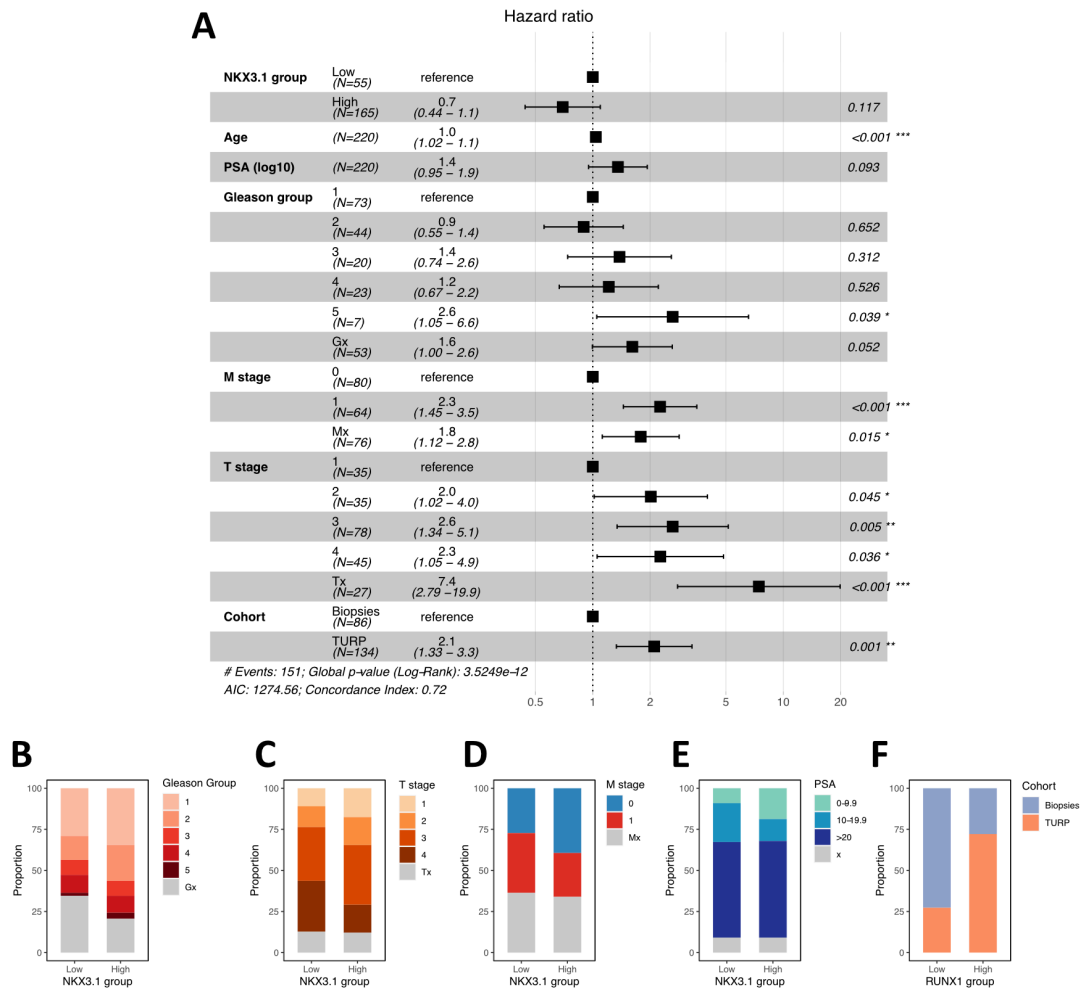 A
Hazard ratio
NKX3.1 group
Low
(N=55)
reference
High
(N=165)
0.7
(0.44 – 1.1)
0.117
Age
(N=220)
1.0
(1.02 – 1.1)
<0.001 ***
PSA (log10)
(N=220)
1.4
(0.95 – 1.9)
0.093
Gleason group
1
(N=73)
reference
2
(N=44)
0.9
(0.55 – 1.4)
0.652
3
(N=20)
1.4
(0.74 – 2.6)
0.312
4
(N=23)
1.2
(0.67 – 2.2)
0.526
5
(N=7)
2.6
(1.05 – 6.6)
0.039 *
Gx
(N=53)
1.6
(1.00 – 2.6)
0.052
M stage
0
(N=80)
reference
1
(N=64)
2.3
(1.45 – 3.5)
<0.001 ***
Mx
(N=76)
1.8
(1.12 – 2.8)
0.015 *
T stage
1
(N=35)
reference
2
(N=35)
2.0
(1.02 – 4.0)
0.045 *
3
(N=78)
2.6
(1.34 – 5.1)
0.005 **
4
(N=45)
2.3
(1.05 – 4.9)
0.036 *
Tx
(N=27)
7.4
(2.79 –19.9)
<0.001 ***
Cohort
Biopsies
(N=86)
reference
TURP
(N=134)
2.1
(1.33 – 3.3)
0.001 **
# Events: 151; Global p−value (Log−Rank): 3.5249e−12
AIC: 1274.56; Concordance Index: 0.72
0.5 1 2 5 10 20
B
Proportion
100
75
50
25
0
Low High
NKX3.1 group
Gleason Group
1
2
3
4
5
Gx
C
Proportion
100
75
50
25
0
Low High
NKX3.1 group
T stage
1
2
3
4
Tx
D
Proportion
100
75
50
25
0
Low High
NKX3.1 group
M stage
0
1
Mx
E
Proportion
100
75
50
25
0
Low High
NKX3.1 group
PSA
0-9.9
10-19.9
>20
x
F
Proportion
100
75
50
25
0
Low High
RUNX1 group
Cohort
Biopsies
TURP